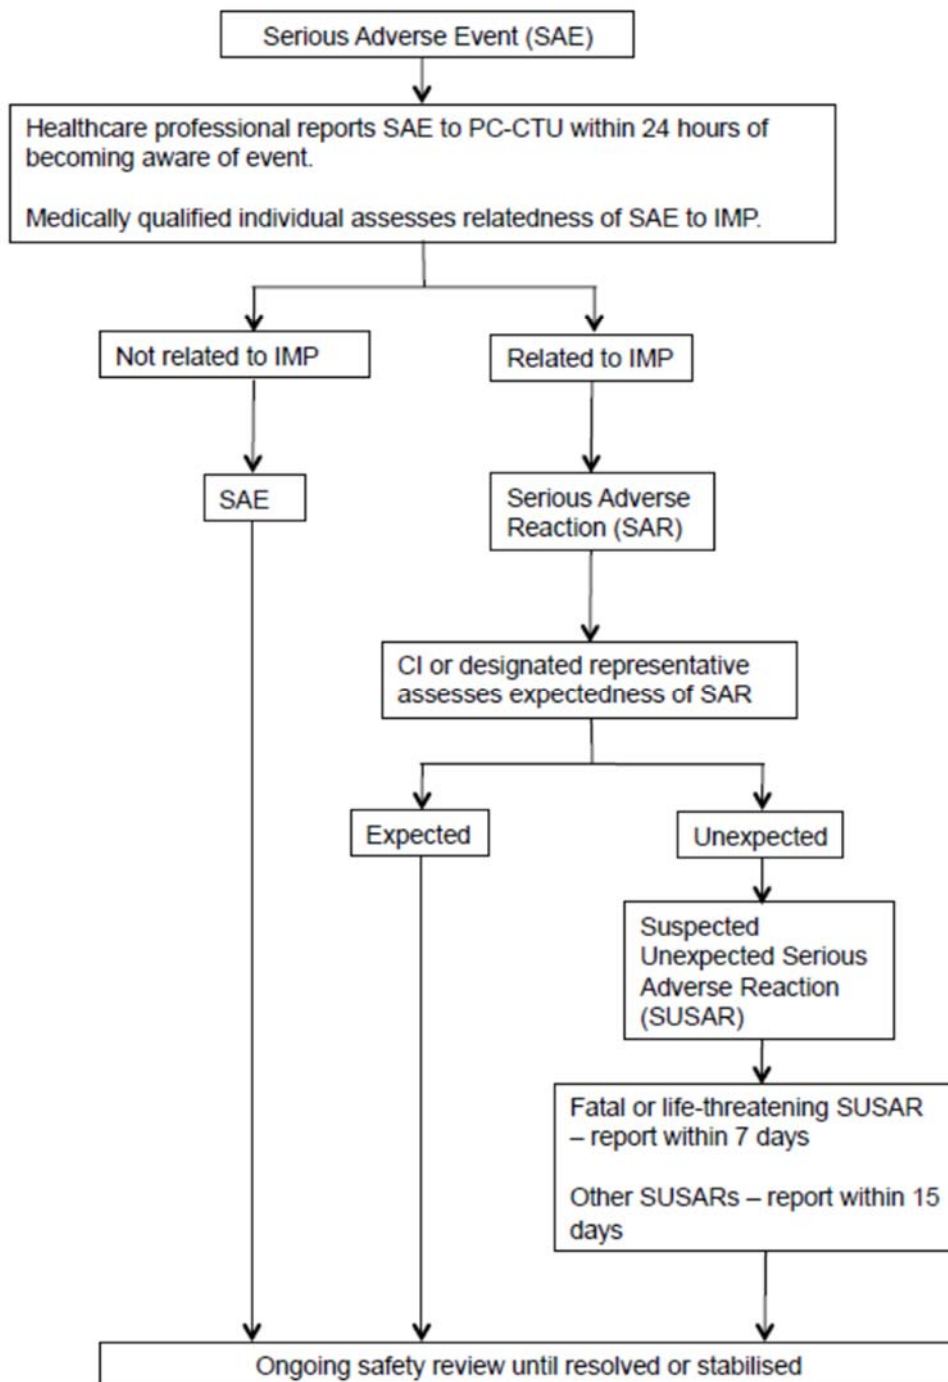 Serious Adverse Event (SAE)
Healthcare professional reports SAE to PC-CTU within 24 hours of
becoming aware of event.
Medically qualified individual assesses relatedness of SAE to IMP.
Not related to IMP
Related to IMP
SAE
Serious Adverse
Reaction (SAR)
CI or designated representative
assesses expectedness of SAR
Expected
Unexpected
Suspected
Unexpected Serious
Adverse Reaction
(SUSAR)
Fatal or life-threatening SUSAR
– report within 7 days
Other SUSARs – report within 15
days
Ongoing safety review until resolved or stabilised